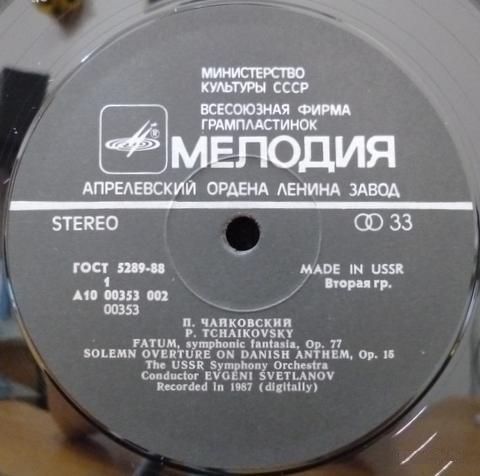 МИНИСТЕРСТВО
КУЛЬТУРЫ СССР
ВСЕСОЮЗНАЯ ФИРМА
ГРАМПЛАСТИНОК
МЕЛОДИЯ
АПРЕЛЕВСКИЙ ОРДЕНА ЛЕНИНА ЗАВОД
STEREO 33
ГОСТ 5289-88 MADE IN USSR
1 Вторая гр.
А10 00353 002
00353
П. ЧАЙКОВСКИЙ
P. TCHAIKOVSKY
FATUM, symphonic fantasia, Op. 77
SOLEMN OVERTURE ON DANISH ANTHEM, Op. 15
The USSR Symphony Orchestra
Conductor EVGENI SVETLANOV
Recorded in 1987 (digitally)